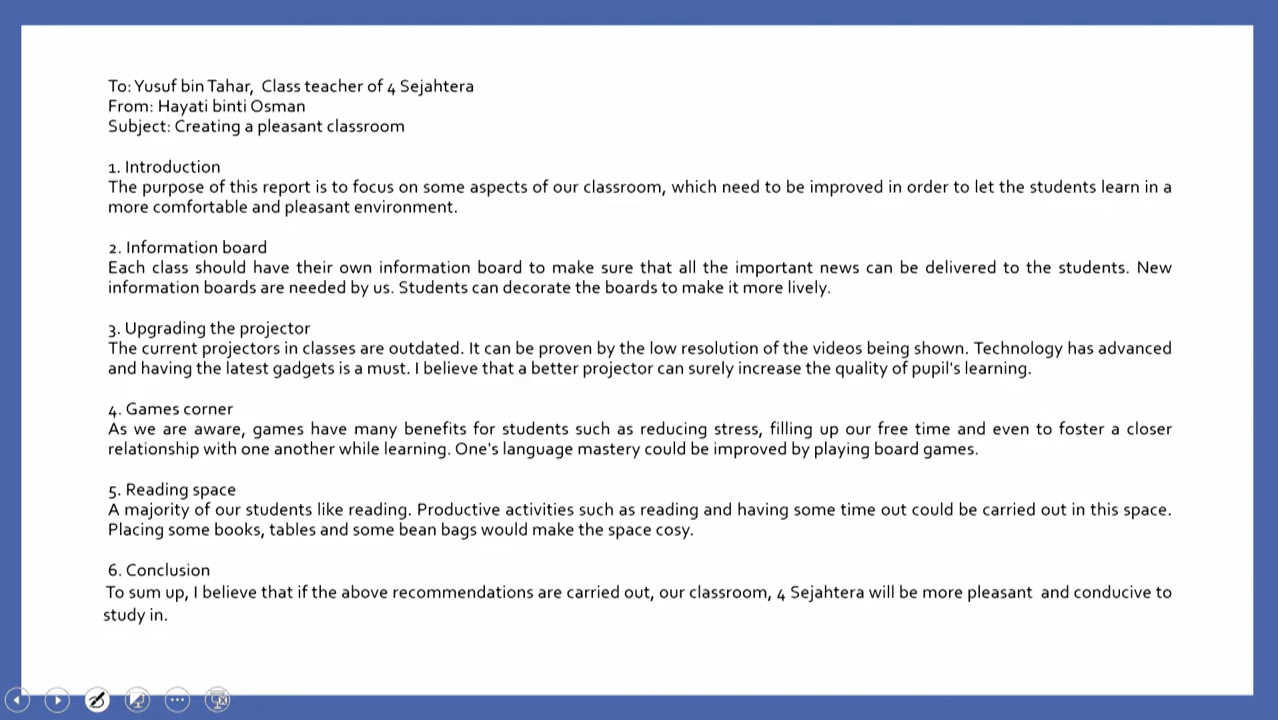 To: Yusuf bin Tahar, Class teacher of 4 Sejahtera
From: Hayati binti Osman
Subject: Creating a pleasant classroom
1. Introduction
The purpose of this report is to focus on some aspects of our classroom, which need to be improved in order to let the students learn in a
more comfortable and pleasant environment.
2. Information board
Each class should have their own information board to make sure that all the important news can be delivered to the students. New
information boards are needed by us. Students can decorate the boards to make it more lively.
3. Upgrading the projector
The current projectors in classes are outdated. It can be proven by the low resolution of the videos being shown. Technology has advanced
and having the latest gadgets is a must. I believe that a better projector can surely increase the quality of pupil's learning.
4. Games corner
As we are aware, games have many benefits for students such as reducing stress, filling up our free time and even to foster a closer
relationship with one another while learning. One's language mastery could be improved by playing board games.
5. Reading space
A majority of our students like reading. Productive activities such as reading and having some time out could be carried out in this space.
Placing some books, tables and some bean bags would make the space cosy.
6. Conclusion
To sum up, I believe that if the above recommendations are carried out, our classroom, 4 Sejahtera will be more pleasant and conducive to
study in.